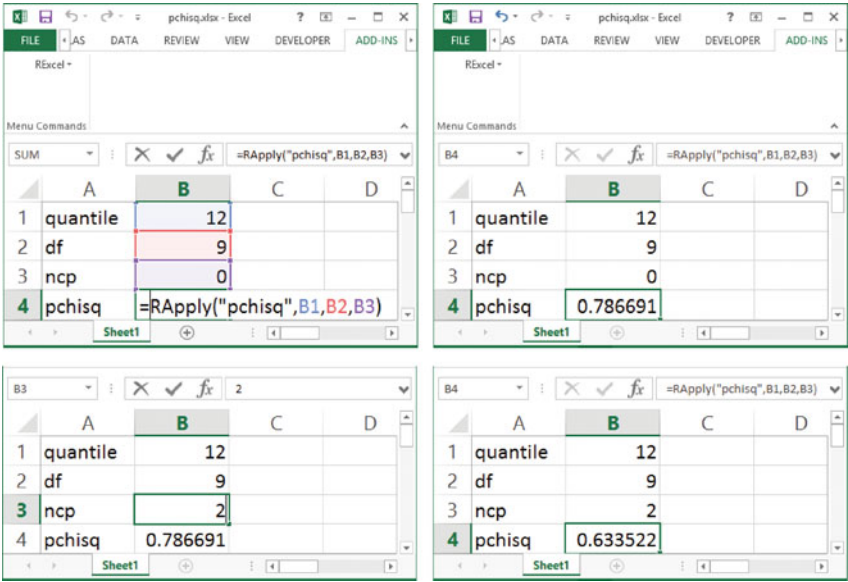 pchisq.xlsx - Excel
FILE AS DATA REVIEW VIEW DEVELOPER ADD-INS
RExcel
Menu Commands
SUM fx =RApply("pchisq",B1,B2,B3)
A B C D
1 quantile 12
2 df 9
3 ncp 0
4 pchisq =RApply("pchisq",B1,B2,B3)
Sheet1
pchisq.xlsx - Excel
FILE AS DATA REVIEW VIEW DEVELOPER ADD-INS
RExcel
Menu Commands
B4 fx =RApply("pchisq",B1,B2,B3)
A B C D
1 quantile 12
2 df 9
3 ncp 0
4 pchisq 0.786691
Sheet1
B3 fx 2
A B C D
1 quantile 12
2 df 9
3 ncp 2
4 pchisq 0.786691
Sheet1
B4 fx =RApply("pchisq",B1,B2,B3)
A B C D
1 quantile 12
2 df 9
3 ncp 2
4 pchisq 0.633522
Sheet1